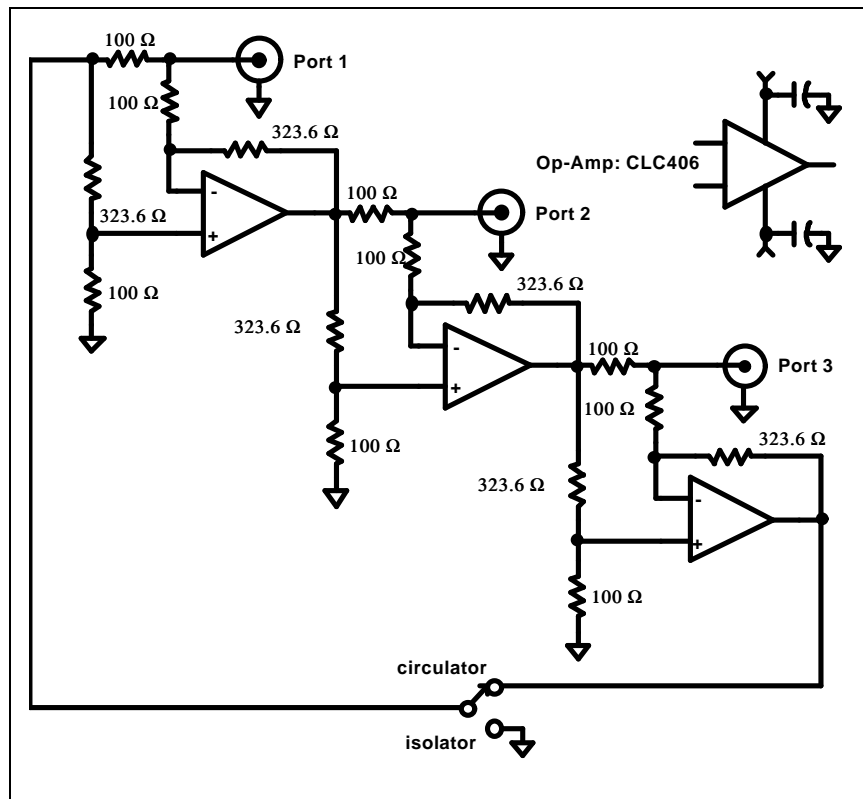 100 Ω
Port 1
100 Ω
323.6 Ω
Op-Amp: CLC406
-
100 Ω
323.6 Ω
+
Port 2
100 Ω
100 Ω
323.6 Ω
323.6 Ω
-
100 Ω
Port 3
+
100 Ω
100 Ω
323.6 Ω
323.6 Ω
-
+
100 Ω
circulator
isolator